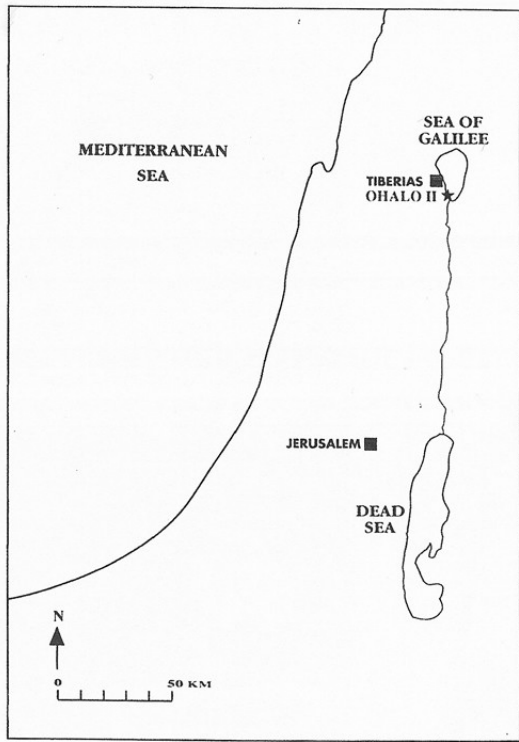 SEA OF
GALILEE
MEDITERRANEAN
SEA
TIBERIAS
OHALO II
JERUSALEM
DEAD
SEA
N
0 50 KM